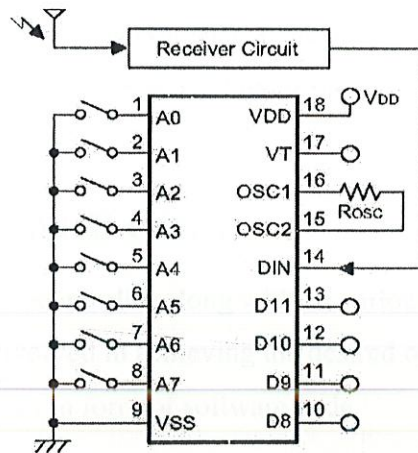 Receiver Circuit
VDD
1 A0 VDD 18
2 A1 VT 17
3 A2 OSC1 16
ROSC
4 A3 OSC2 15
5 A4 DIN 14
6 A5 D11 13
7 A6 D10 12
8 A7 D9 11
9 VSS D8 10